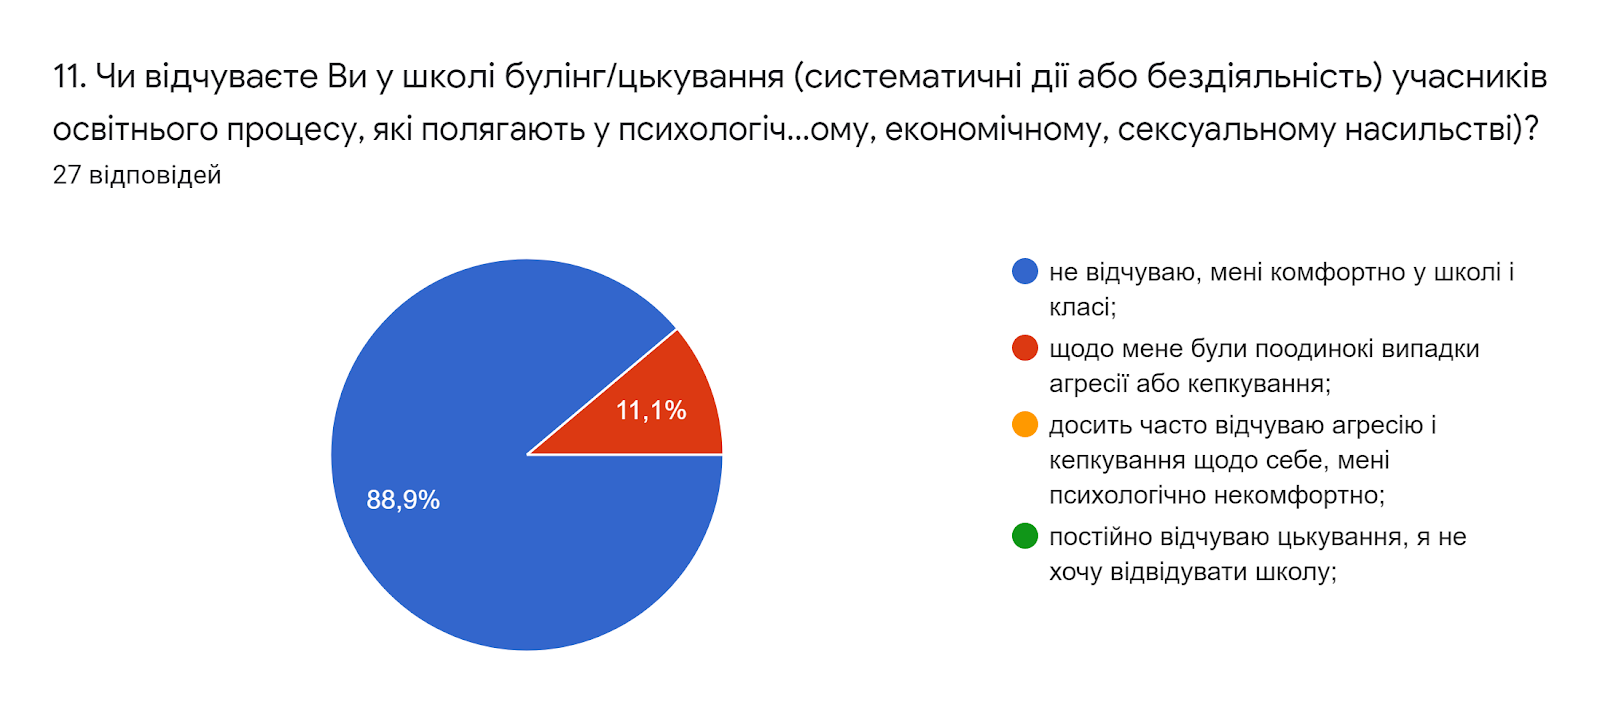 11. Чи відчуваєте Ви у школі булінг/цькування (систематичні дії або бездіяльність) учасників
освітнього процесу, які полягають у психологіч...ому, економічному, сексуальному насильстві)?
27 відповідей
не відчуваю, мені комфортно у школі і
класі;
щодо мене були поодинокі випадки
агресії або кепкування;
досить часто відчуваю агресію і
кепкування щодо себе, мені
психологічно некомфортно;
постійно відчуваю цькування, я не
хочу відвідувати школу;
11,1%
88,9%